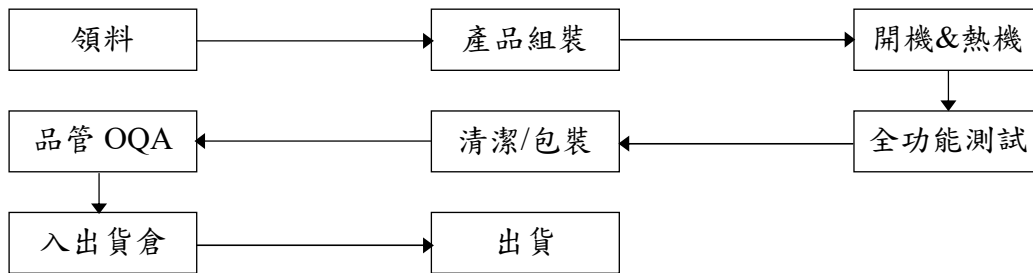 領料
產品組裝
開機&熱機
全功能測試
清潔/包裝
品管 OQA
入出貨倉
出貨